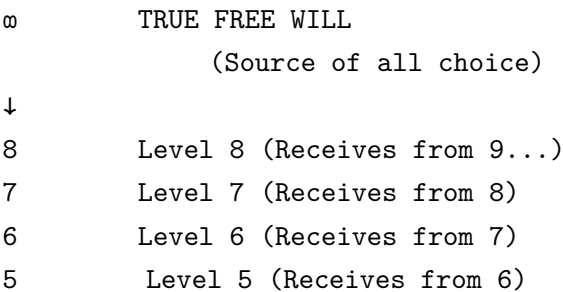 ∞ TRUE FREE WILL
(Source of all choice)
↓
8 Level 8 (Receives from 9...)
7 Level 7 (Receives from 8)
6 Level 6 (Receives from 7)
5 Level 5 (Receives from 6)